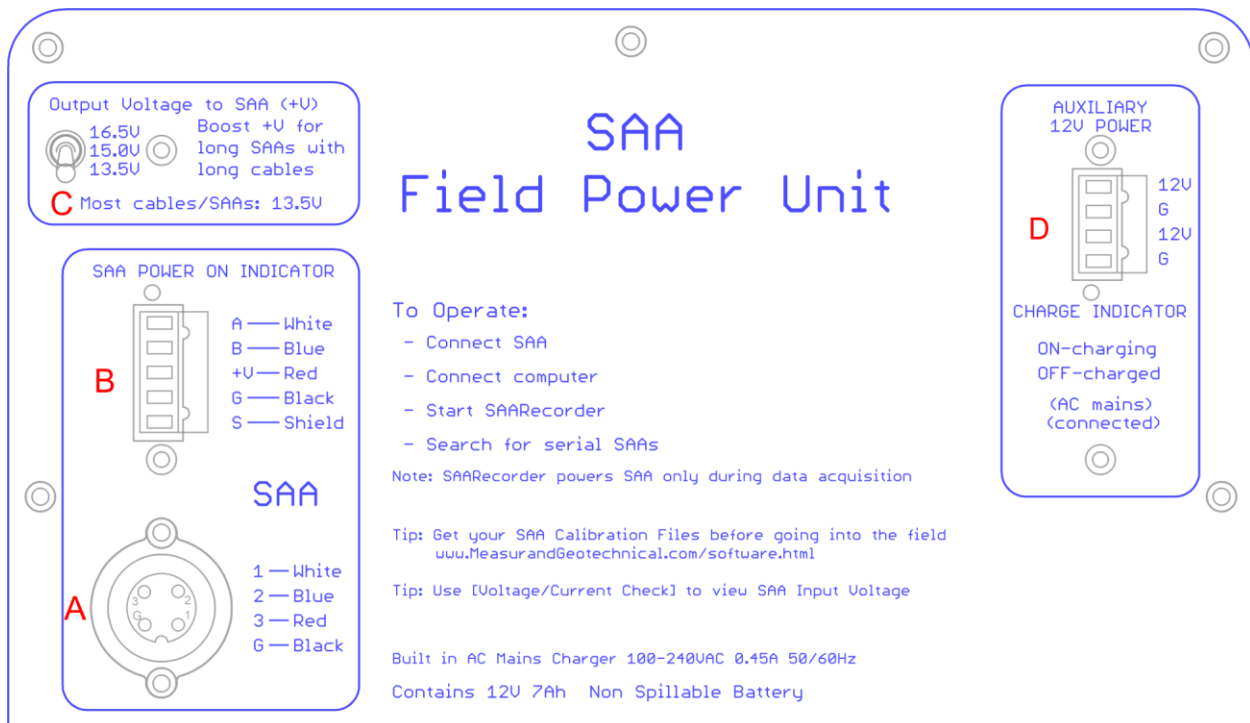 Output Voltage to SAA (+V)
16.5V
15.0V
13.5V
Boost +V for
long SAAs with
long cables
C
Most cables/SAAs: 13.5V
SAA
Field Power Unit
AUXILIARY
12V POWER
D
12V
G
12V
G
CHARGE INDICATOR
ON-charging
OFF-charged
(AC mains)
(connected)
SAA POWER ON INDICATOR
B
A — White
B — Blue
+V — Red
G — Black
S — Shield
SAA
A
3
2
G
1
1 — White
2 — Blue
3 — Red
G — Black
To Operate:
- Connect SAA
- Connect computer
- Start SAARecorder
- Search for serial SAAs
Note: SAARecorder powers SAA only during data acquisition
Tip: Get your SAA Calibration Files before going into the field
www.MeasurandGeotechnical.com/software.html
Tip: Use [Voltage/Current Check] to view SAA Input Voltage
Built in AC Mains Charger 100-240VAC 0.45A 50/60Hz
Contains 12V 7Ah Non Spillable Battery